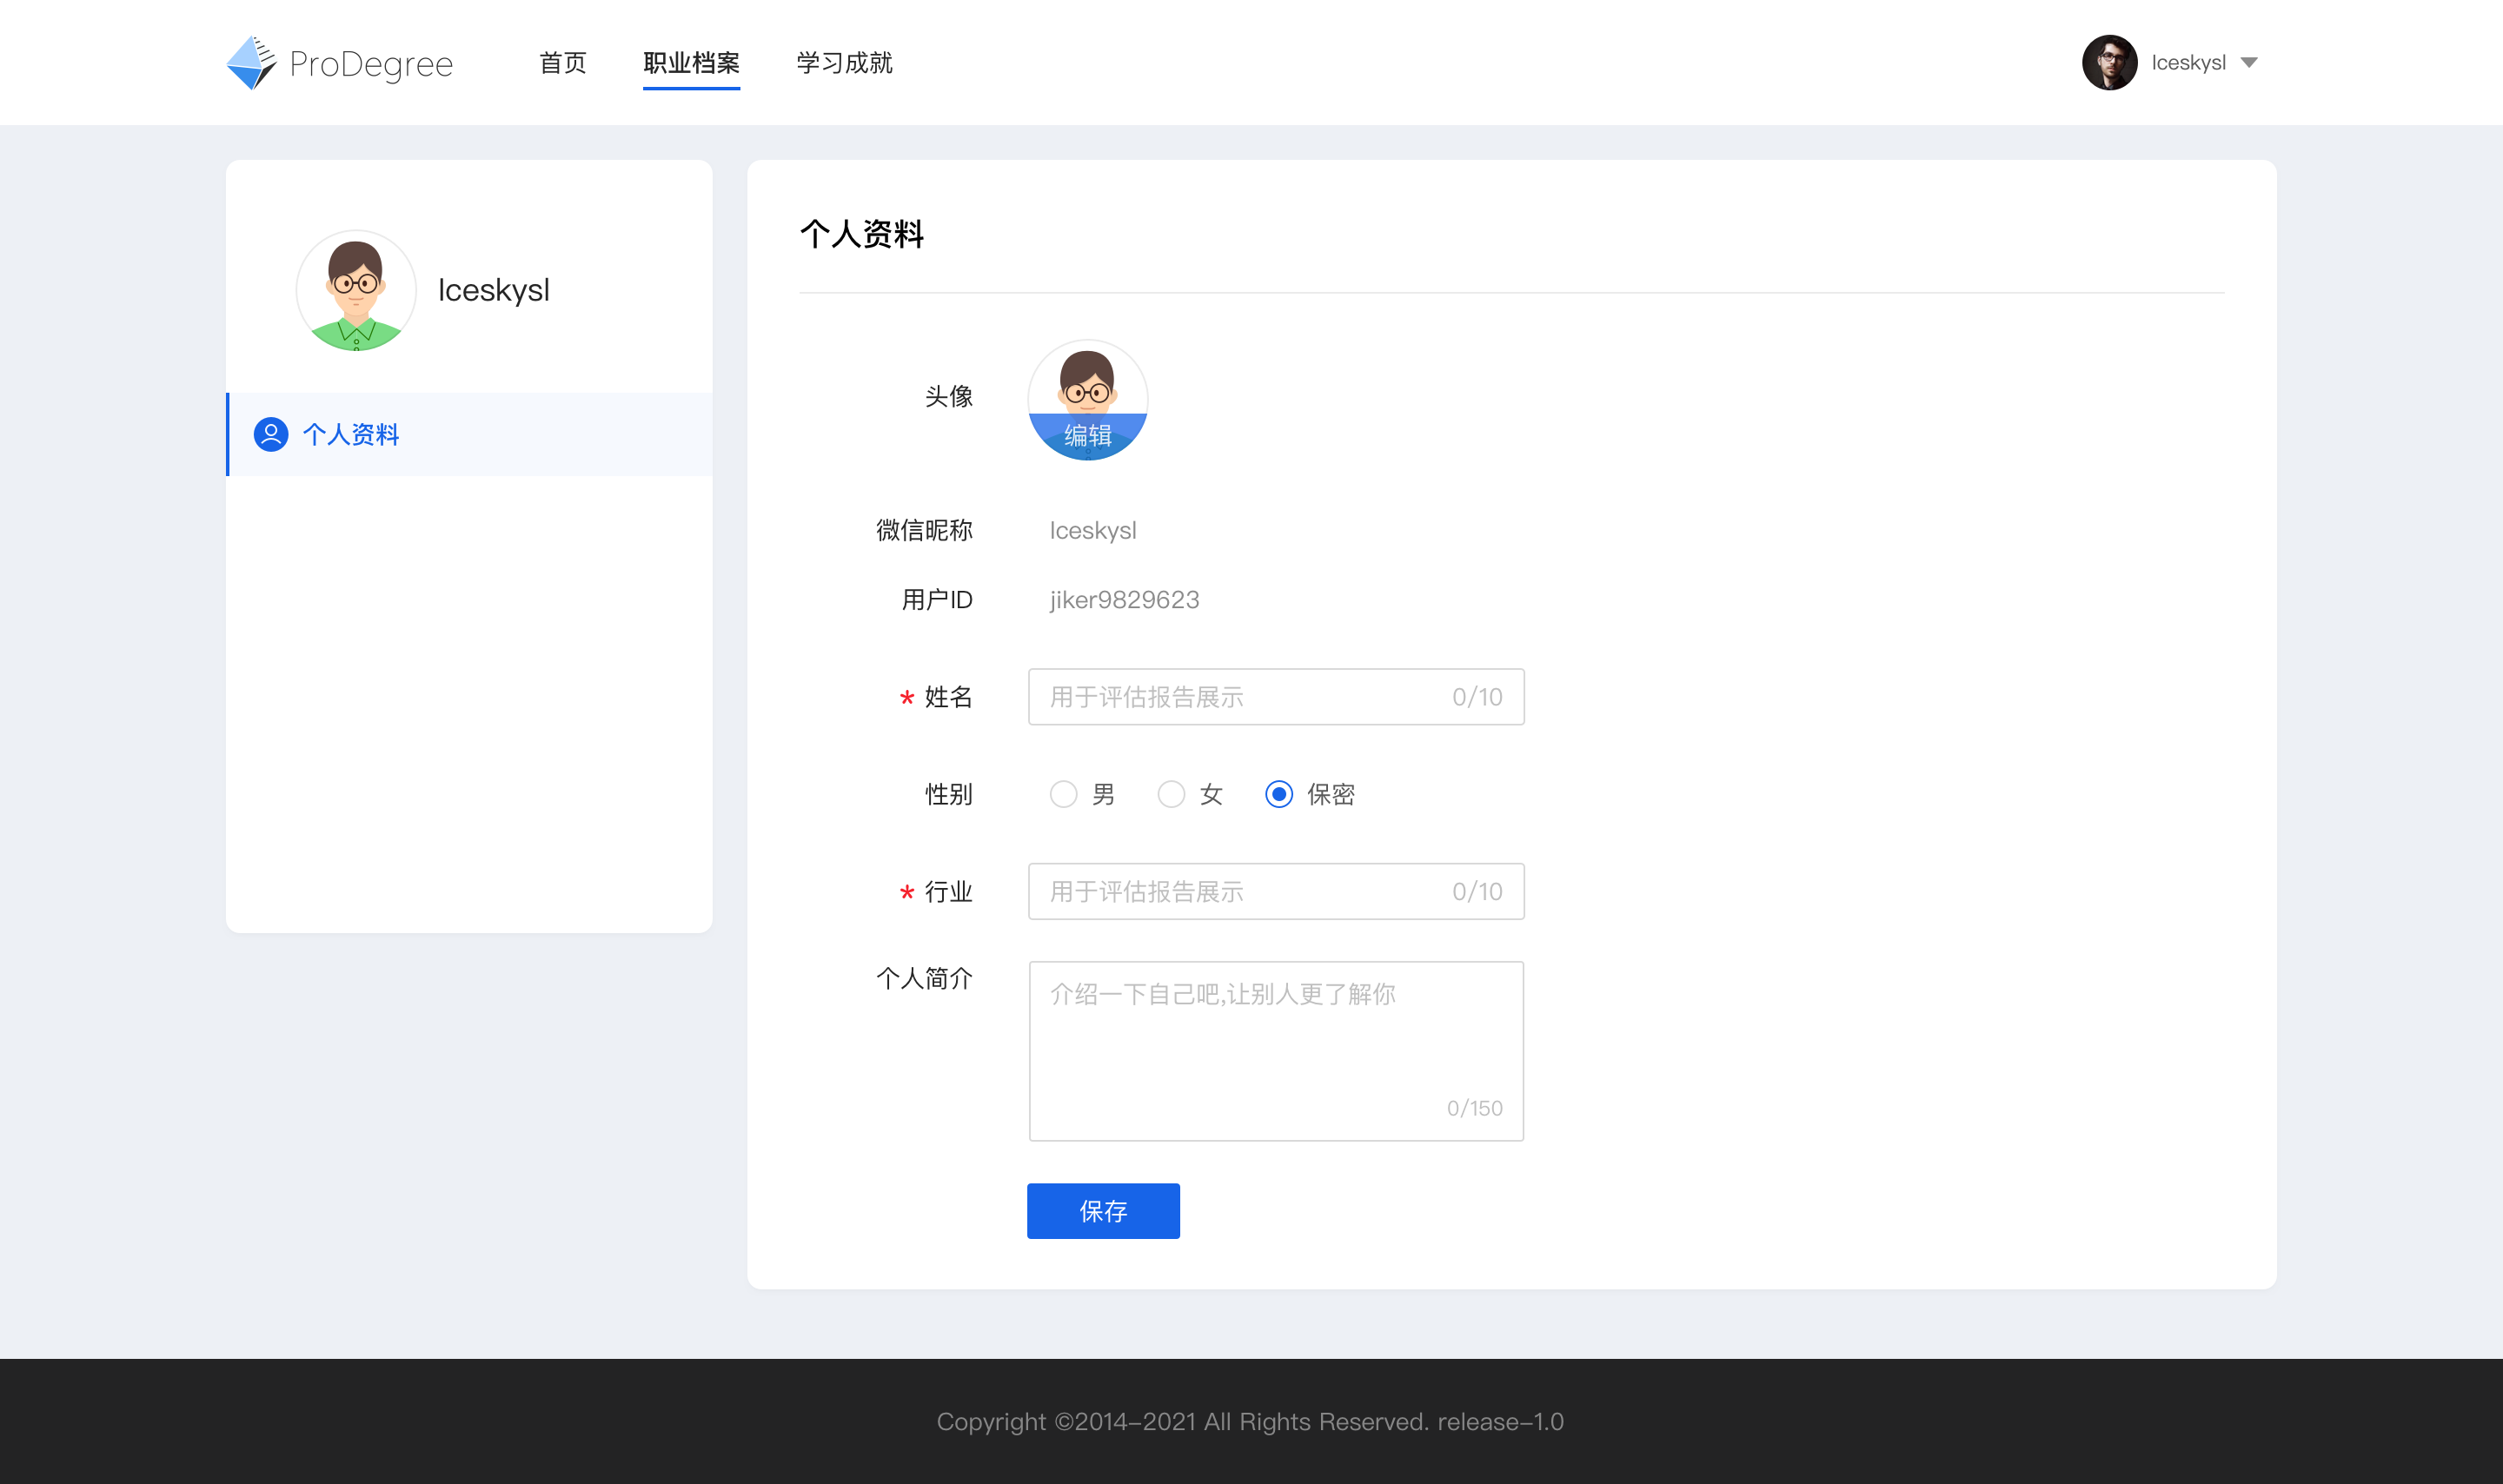 ProDegree 首页 职业档案 学习成就 lceskysl
lceskysl
个人资料
个人资料
头像 编辑
微信昵称 lceskysl
用户ID jiker9829623
* 姓名 用于评估报告展示 0/10
性别 男 女 保密
* 行业 用于评估报告展示 0/10
个人简介 介绍一下自己吧,让别人更了解你
0/150
保存
Copyright ©2014-2021 All Rights Reserved. release-1.0